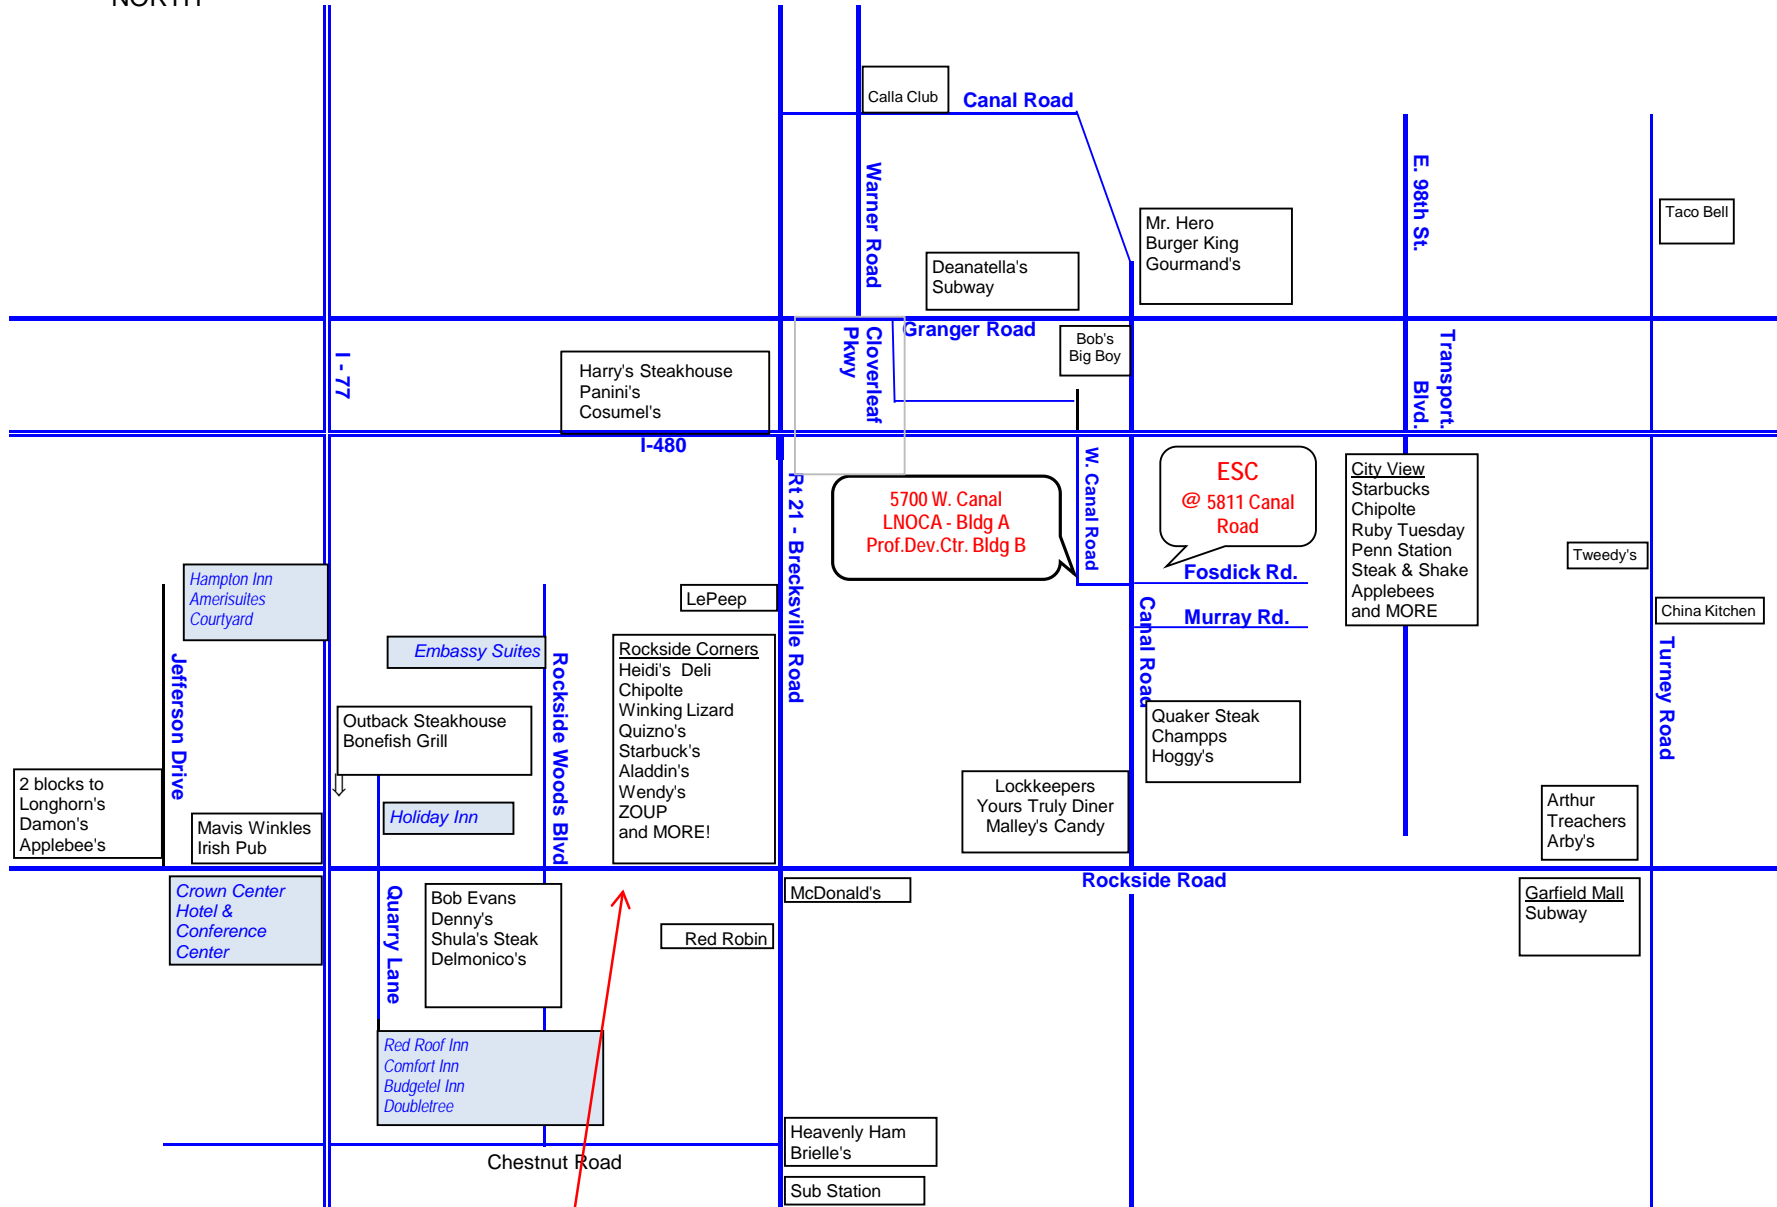 NORTH
Calla Club
Canal Road
Warner Road
E. 98th St.
Taco Bell
Mr. Hero
Burger King
Gourmand's
Deanatella's
Subway
Granger Road
Cloverleaf
Pkwy
Bob's
Big Boy
Transport.
Blvd.
I - 77
Harry's Steakhouse
Panini's
Cosumel's
I-480
Rt 21 - Brecksville Road
5700 W. Canal
LNOCA - Bldg A
Prof.Dev.Ctr. Bldg B
W. Canal Road
ESC
@ 5811 Canal
Road
City View
Starbucks
Chipolte
Ruby Tuesday
Penn Station
Steak & Shake
Applebees
and MORE
Tweedy's
Fosdick Rd.
Hampton Inn
Amerisuites
Courtyard
LePeep
Canal Road
Murray Rd.
China Kitchen
Embassy Suites
Rockside Corners
Heidi's  Deli
Chipolte
Winking Lizard
Quizno's
Starbuck's
Aladdin's
Wendy's
ZOUP
and MORE!
Jefferson Drive
Rockside Woods Blvd
Turney Road
Outback Steakhouse
Bonefish Grill
⇩
Quaker Steak
Champps
Hoggy's
2 blocks to
Longhorn's
Damon's
Applebee's
Mavis Winkles
Irish Pub
Holiday Inn
Lockkeepers
Yours Truly Diner
Malley's Candy
Arthur
Treachers
Arby's
Rockside Road
Crown Center
Hotel &
Conference
Center
Quarry Lane
Bob Evans
Denny's
Shula's Steak
Delmonico's
McDonald's
Red Robin
Garfield Mall
Subway
Red Roof Inn
Comfort Inn
Budgetel Inn
Doubletree
Heavenly Ham
Brielle's
Chestnut Road
Sub Station